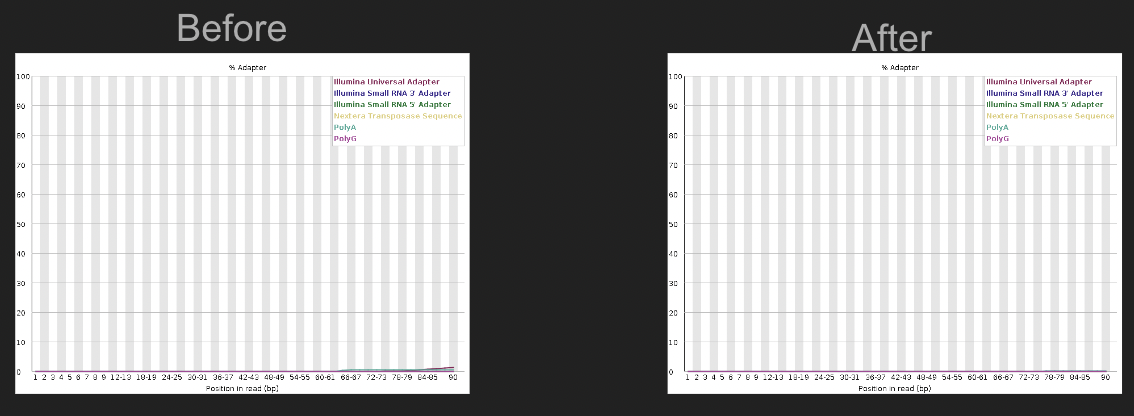 Before
% Adapter
100
90
80
70
60
50
40
30
20
10
0
Illumina Universal Adapter
Illumina Small RNA 3' Adapter
Illumina Small RNA 5' Adapter
Nextera Transposase Sequence
PolyA
PolyG
1 2 3 4 5 6 7 8 9 12-13 18-19 24-25 30-31 36-37 42-43 48-49 54-55 60-61 66-67 72-73 78-79 84-85 90
Position in read (bp)
After
% Adapter
100
90
80
70
60
50
40
30
20
10
0
Illumina Universal Adapter
Illumina Small RNA 3' Adapter
Illumina Small RNA 5' Adapter
Nextera Transposase Sequence
PolyA
PolyG
1 2 3 4 5 6 7 8 9 12-13 18-19 24-25 30-31 36-37 42-43 48-49 54-55 60-61 66-67 72-73 78-79 84-85 90
Position in read (bp)